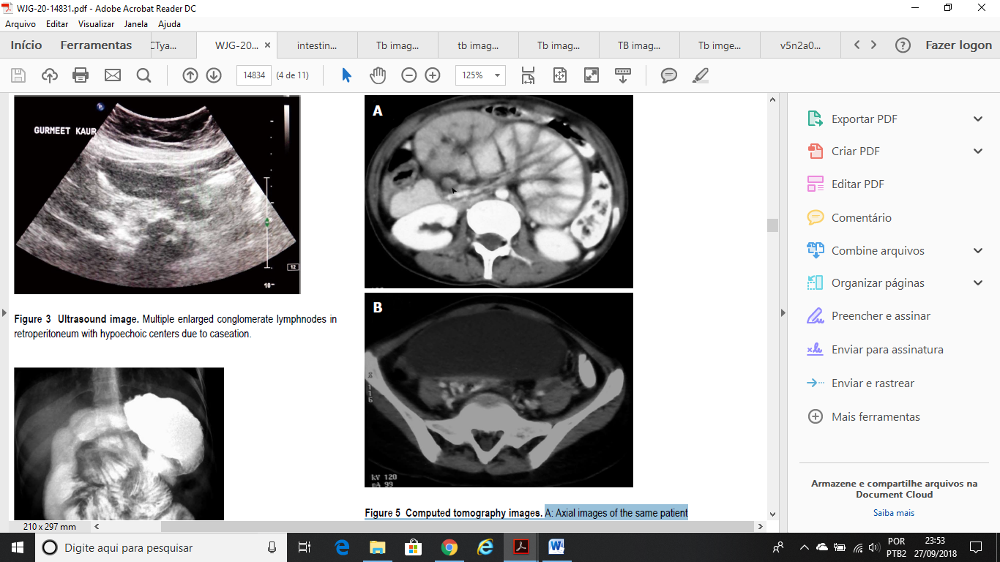 WJG-20-14831.pdf - Adobe Acrobat Reader DC
Arquivo Editar Visualizar Janela Ajuda
Início Ferramentas CTya... WJG-20... × intestin... Tb imag... tb imag... Tb imag... TB imag... Tb imge... v5n2a0... Fazer logon
14834 (4 de 11) 125%
GURMEET KAUR
12
10-
Figure 3 Ultrasound image. Multiple enlarged conglomerate lymphnodes in
retroperitoneum with hypoechoic centers due to caseation.
A
B
kV 120
mA 99
Figure 5 Computed tomography images. A: Axial images of the same patient
Exportar PDF
Criar PDF
Editar PDF
Comentário
Combine arquivos
Organizar páginas
Preencher e assinar
Enviar para assinatura
Enviar e rastrear
Mais ferramentas
Armazene e compartilhe arquivos na
Document Cloud
Saiba mais
210 x 297 mm
Digite aqui para pesquisar
POR
PTB2
23:53
27/09/2018